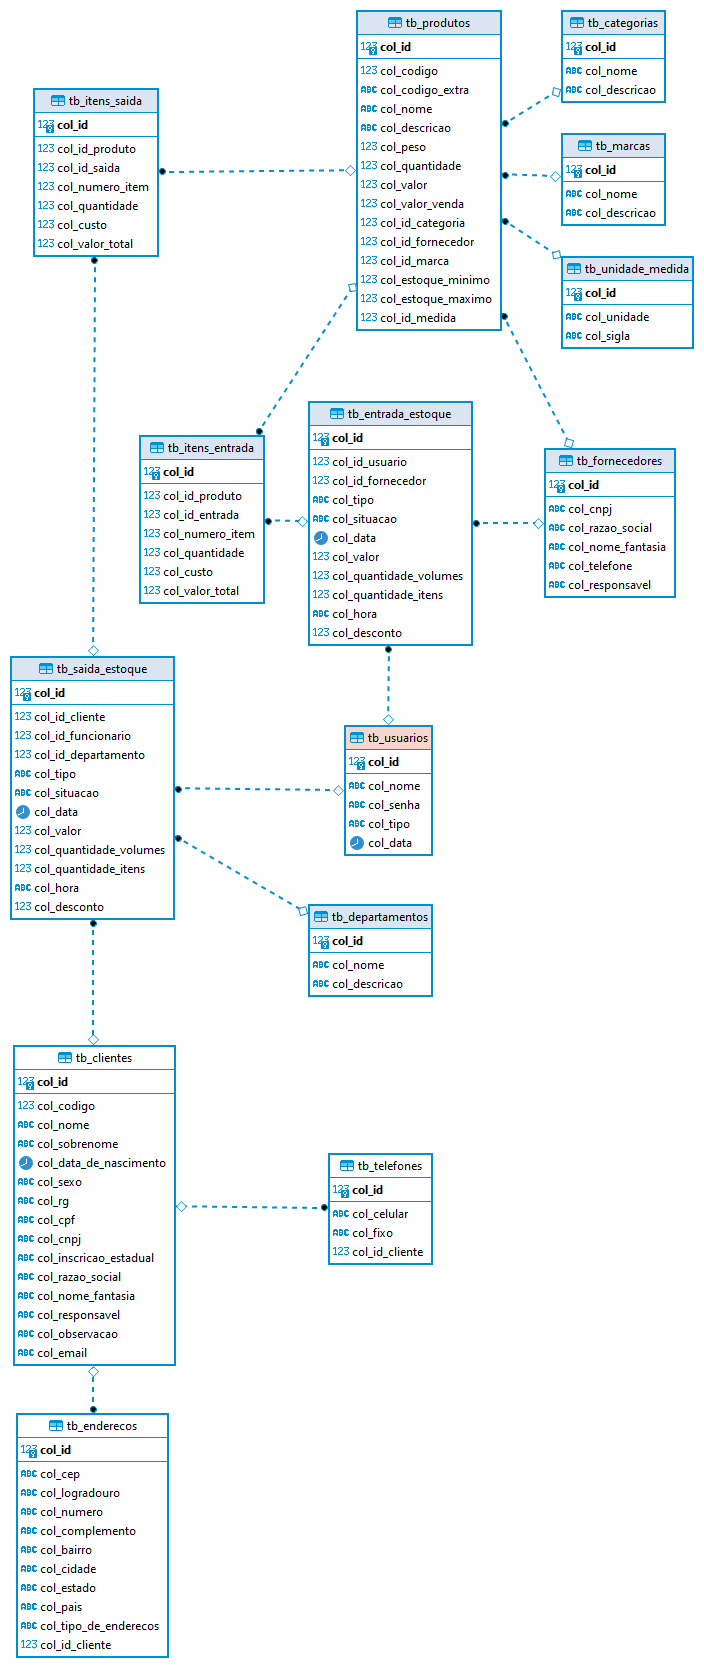 tb_produtos
123 col_id
123 col_codigo
ABC col_codigo_extra
ABC col_nome
ABC col_descricao
123 col_peso
123 col_quantidade
123 col_valor
123 col_valor_venda
123 col_id_categoria
123 col_id_fornecedor
123 col_id_marca
123 col_estoque_minimo
123 col_estoque_maximo
123 col_id_medida
tb_categorias
123 col_id
ABC col_nome
ABC col_descricao
tb_itens_saida
123 col_id
123 col_id_produto
123 col_id_saida
123 col_numero_item
123 col_quantidade
123 col_custo
123 col_valor_total
tb_marcas
123 col_id
ABC col_nome
ABC col_descricao
tb_unidade_medida
123 col_id
ABC col_unidade
ABC col_sigla
tb_entrada_estoque
123 col_id
123 col_id_usuario
123 col_id_fornecedor
ABC col_tipo
ABC col_situacao
col_data
123 col_valor
123 col_quantidade_volumes
123 col_quantidade_itens
ABC col_hora
123 col_desconto
tb_itens_entrada
123 col_id
123 col_id_produto
123 col_id_entrada
123 col_numero_item
123 col_quantidade
123 col_custo
123 col_valor_total
tb_fornecedores
123 col_id
ABC col_cnpj
ABC col_razao_social
ABC col_nome_fantasia
ABC col_telefone
ABC col_responsavel
tb_saida_estoque
123 col_id
123 col_id_cliente
123 col_id_funcionario
123 col_id_departamento
ABC col_tipo
ABC col_situacao
col_data
123 col_valor
123 col_quantidade_volumes
123 col_quantidade_itens
ABC col_hora
123 col_desconto
tb_usuarios
123 col_id
ABC col_nome
ABC col_senha
ABC col_tipo
col_data
tb_departamentos
123 col_id
ABC col_nome
ABC col_descricao
tb_clientes
123 col_id
123 col_codigo
ABC col_nome
ABC col_sobrenome
col_data_de_nascimento
ABC col_sexo
ABC col_rg
ABC col_cpf
ABC col_cnpj
ABC col_inscricao_estadual
ABC col_razao_social
ABC col_nome_fantasia
ABC col_responsavel
ABC col_observacao
ABC col_email
tb_telefones
123 col_id
ABC col_celular
ABC col_fixo
123 col_id_cliente
tb_enderecos
123 col_id
ABC col_cep
ABC col_logradouro
ABC col_numero
ABC col_complemento
ABC col_bairro
ABC col_cidade
ABC col_estado
ABC col_pais
ABC col_tipo_de_enderecos
123 col_id_cliente